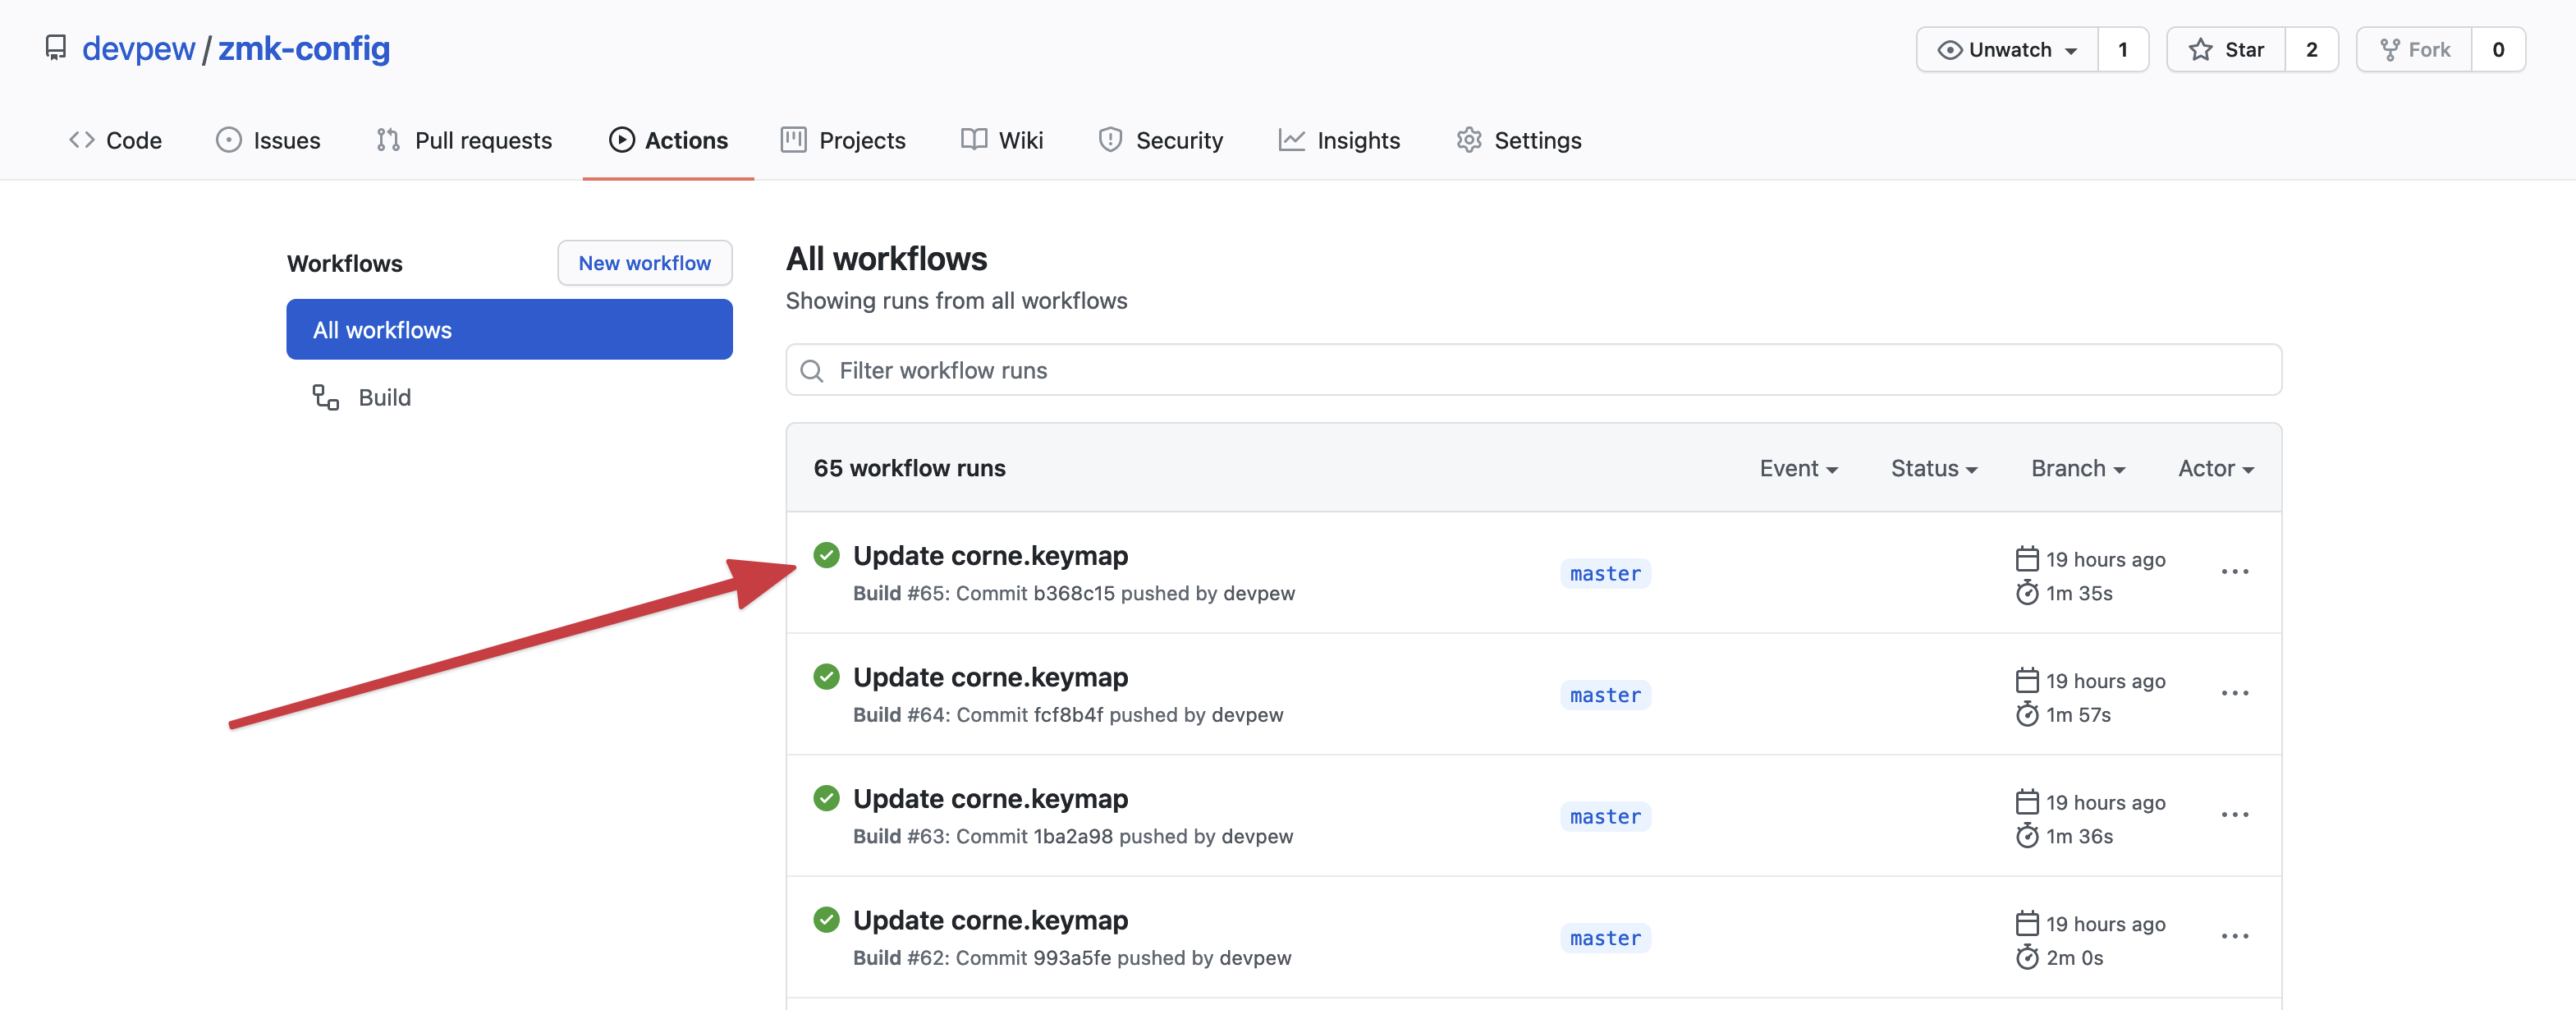 devpew / zmk-config
Unwatch 1 Star 2 Fork 0
Code Issues Pull requests Actions Projects Wiki Security Insights Settings
Workflows New workflow
All workflows
Build
All workflows
Showing runs from all workflows
Filter workflow runs
65 workflow runs Event Status Branch Actor
Update corne.keymap
Build #65: Commit b368c15 pushed by devpew
master
19 hours ago
1m 35s
Update corne.keymap
Build #64: Commit fcf8b4f pushed by devpew
master
19 hours ago
1m 57s
Update corne.keymap
Build #63: Commit 1ba2a98 pushed by devpew
master
19 hours ago
1m 36s
Update corne.keymap
Build #62: Commit 993a5fe pushed by devpew
master
19 hours ago
2m 0s